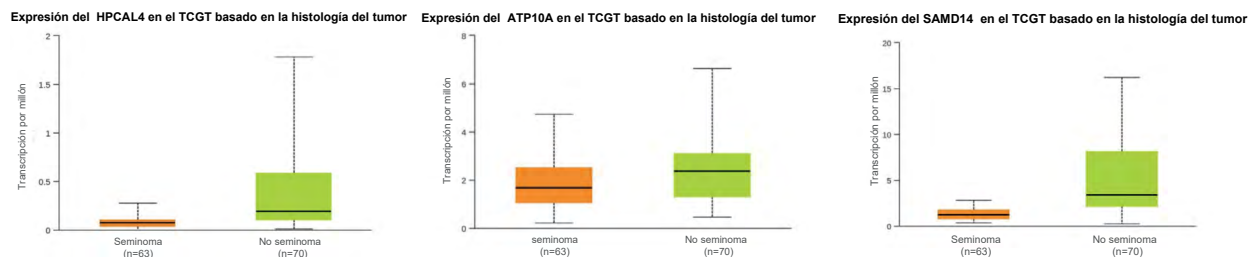 Expresión del HPCAL4 en el TCGT basado en la histología del tumor
Transcripción por millón
2
1.5
1
0.5
0
Seminoma
(n=63)
No seminoma
(n=70)
Expresión del ATP10A en el TCGT basado en la histología del tumor
Transcripción por millón
8
6
4
2
0
seminoma
(n=63)
No seminoma
(n=70)
Expresión del SAMD14 en el TCGT basado en la histología del tumor
Transcripción por millón
20
15
10
5
0
Seminoma
(n=63)
No seminoma
(n=70)